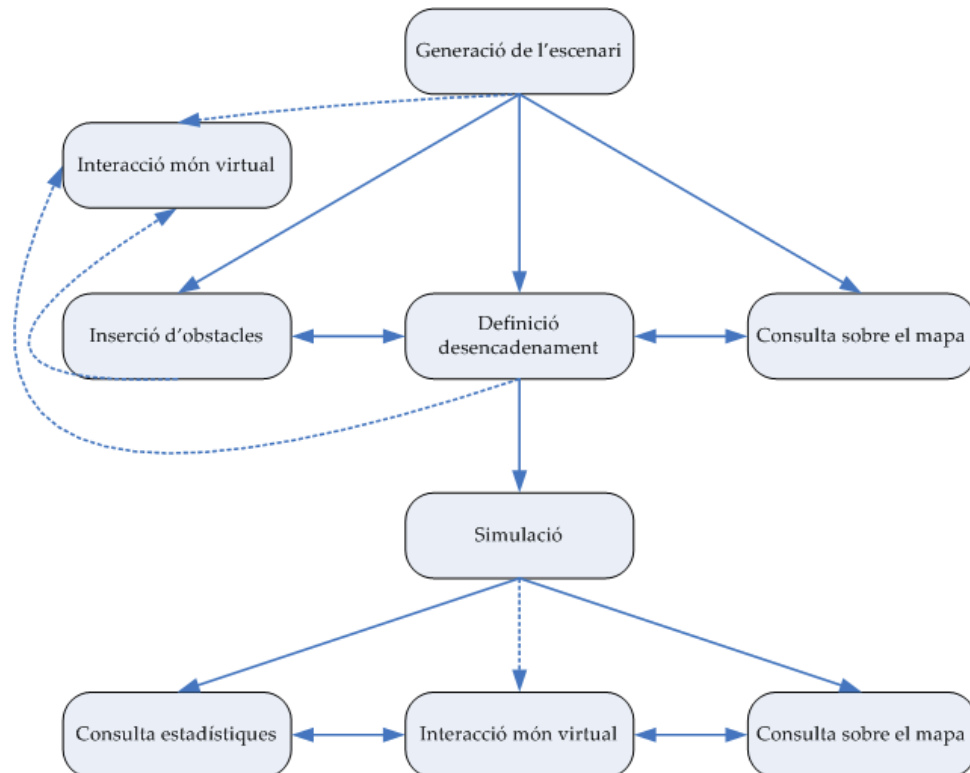 Generació de l'escenari
Interacció món virtual
Inserció d'obstacles
Definició
desencadenament
Consulta sobre el mapa
Simulació
Consulta estadístiques
Interacció món virtual
Consulta sobre el mapa